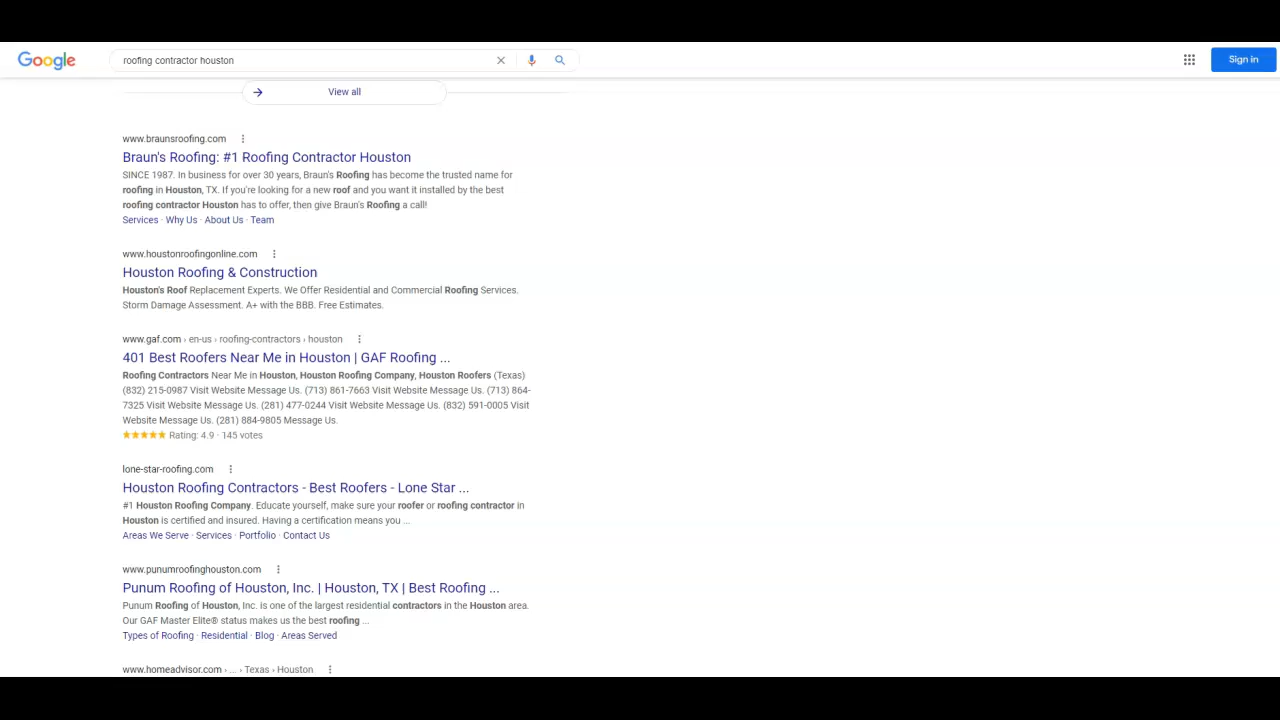 Google
roofing contractor houston
Sign in
View all
www.braunsroofing.com
Braun's Roofing: #1 Roofing Contractor Houston
SINCE 1987. In business for over 30 years, Braun's Roofing has become the trusted name for
roofing in Houston, TX. If you're looking for a new roof and you want it installed by the best
roofing contractor Houston has to offer, then give Braun's Roofing a call!
Services · Why Us · About Us · Team
www.houstonroofingonline.com
Houston Roofing & Construction
Houston's Roof Replacement Experts. We Offer Residential and Commercial Roofing Services.
Storm Damage Assessment. A+ with the BBB. Free Estimates.
www.gaf.com › en-us › roofing-contractors › houston
401 Best Roofers Near Me in Houston | GAF Roofing ...
Roofing Contractors Near Me in Houston, Houston Roofing Company, Houston Roofers (Texas)
(832) 215-0987 Visit Website Message Us. (713) 861-7663 Visit Website Message Us. (713) 864-
7325 Visit Website Message Us. (281) 477-0244 Visit Website Message Us. (832) 591-0005 Visit
Website Message Us. (281) 884-9805 Message Us.
Rating: 4.9 · 145 votes
lone-star-roofing.com
Houston Roofing Contractors - Best Roofers - Lone Star ...
#1 Houston Roofing Company. Educate yourself, make sure your roofer or roofing contractor in
Houston is certified and insured. Having a certification means you ...
Areas We Serve · Services · Portfolio · Contact Us
www.punumroofinghouston.com
Punum Roofing of Houston, Inc. | Houston, TX | Best Roofing ...
Punum Roofing of Houston, Inc. is one of the largest residential contractors in the Houston area.
Our GAF Master Elite® status makes us the best roofing ...
Types of Roofing · Residential · Blog · Areas Served
www.homeadvisor.com › ... › Texas › Houston